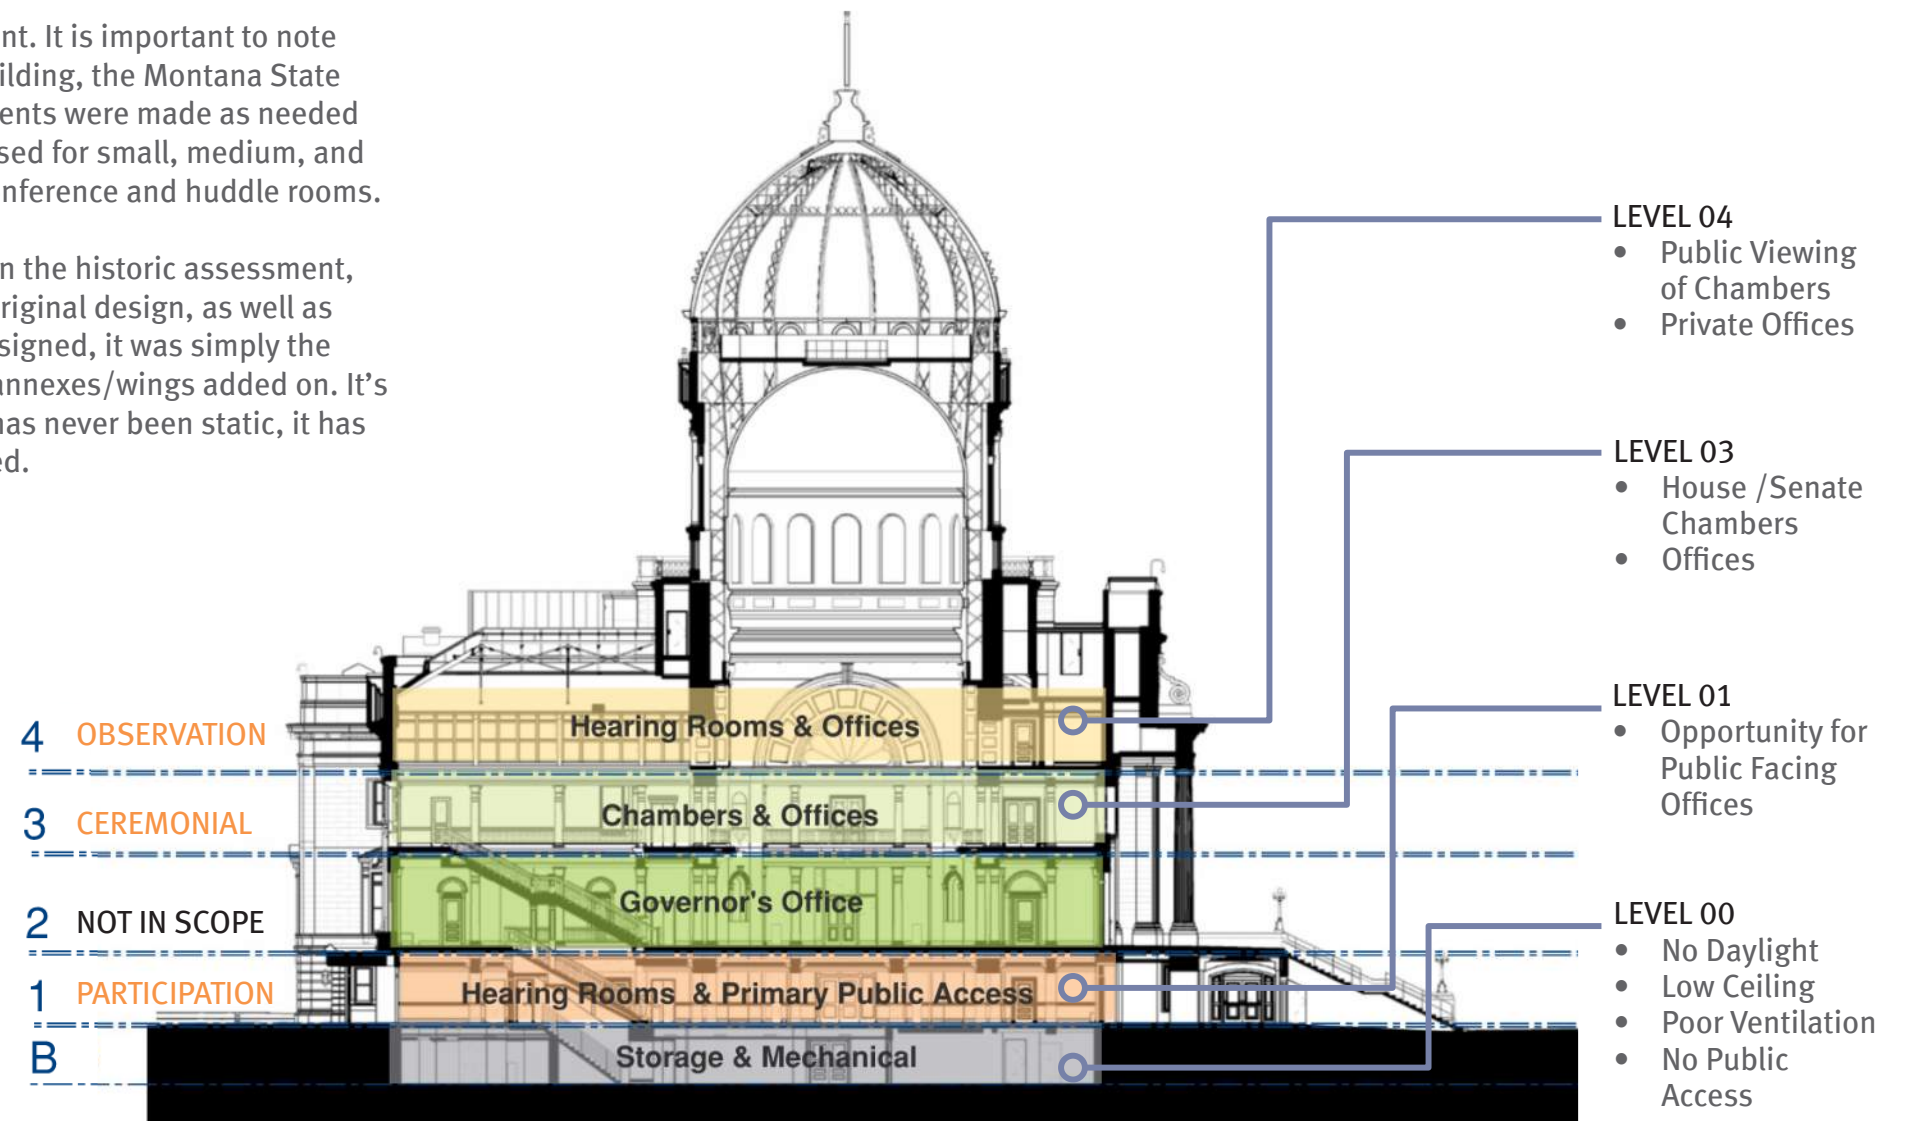 nt. It is important to note
ilding, the Montana State
ents were made as needed
sed for small, medium, and
nference and huddle rooms.
n the historic assessment,
riginal design, as well as
signed, it was simply the
annexes/wings added on. It's
has never been static, it has
ed.
LEVEL 04
• Public Viewing
of Chambers
• Private Offices
LEVEL 03
• House /Senate
Chambers
• Offices
LEVEL 01
• Opportunity for
Public Facing
Offices
LEVEL 00
• No Daylight
• Low Ceiling
• Poor Ventilation
• No Public
Access
4 OBSERVATION
Hearing Rooms & Offices
3 CEREMONIAL
Chambers & Offices
2 NOT IN SCOPE
Governor's Office
1 PARTICIPATION
Hearing Rooms & Primary Public Access
B
Storage & Mechanical